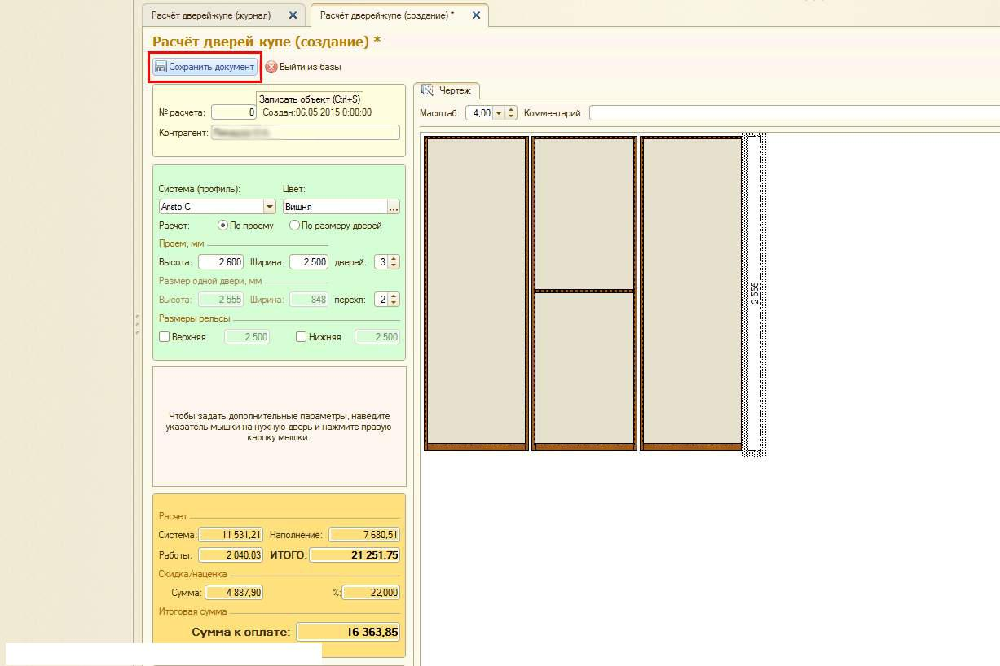 Расчёт дверей-купе (журнал)
Расчёт дверей-купе (создание) *
Расчёт дверей-купе (создание) *
Сохранить документ
Выйти из базы
Записать объект (Ctrl+S)
№ расчета: 0 Создан:06.05.2015 0:00:00
Контрагент:
Система (профиль): Цвет:
Aristo C Вишня ...
Расчет: По проему По размеру дверей
Проем, мм
Высота: 2 600 Ширина: 2 500 дверей: 3
Размер одной двери, мм
Высота: 2 555 Ширина: 848 перехл: 2
Размеры рельсы
Верхняя 2 500 Нижняя 2 500
Чтобы задать дополнительные параметры, наведите
указатель мышки на нужную дверь и нажмите правую
кнопку мышки.
Расчет
Система: 11 531,21 Наполнение: 7 680,51
Работы: 2 040,03 ИТОГО: 21 251,75
Скидка/наценка
Сумма: 4 887,90 %: 22,000
Итоговая сумма
Сумма к оплате: 16 363,85
Чертеж
Масштаб: 4,00 Комментарий:
2 555